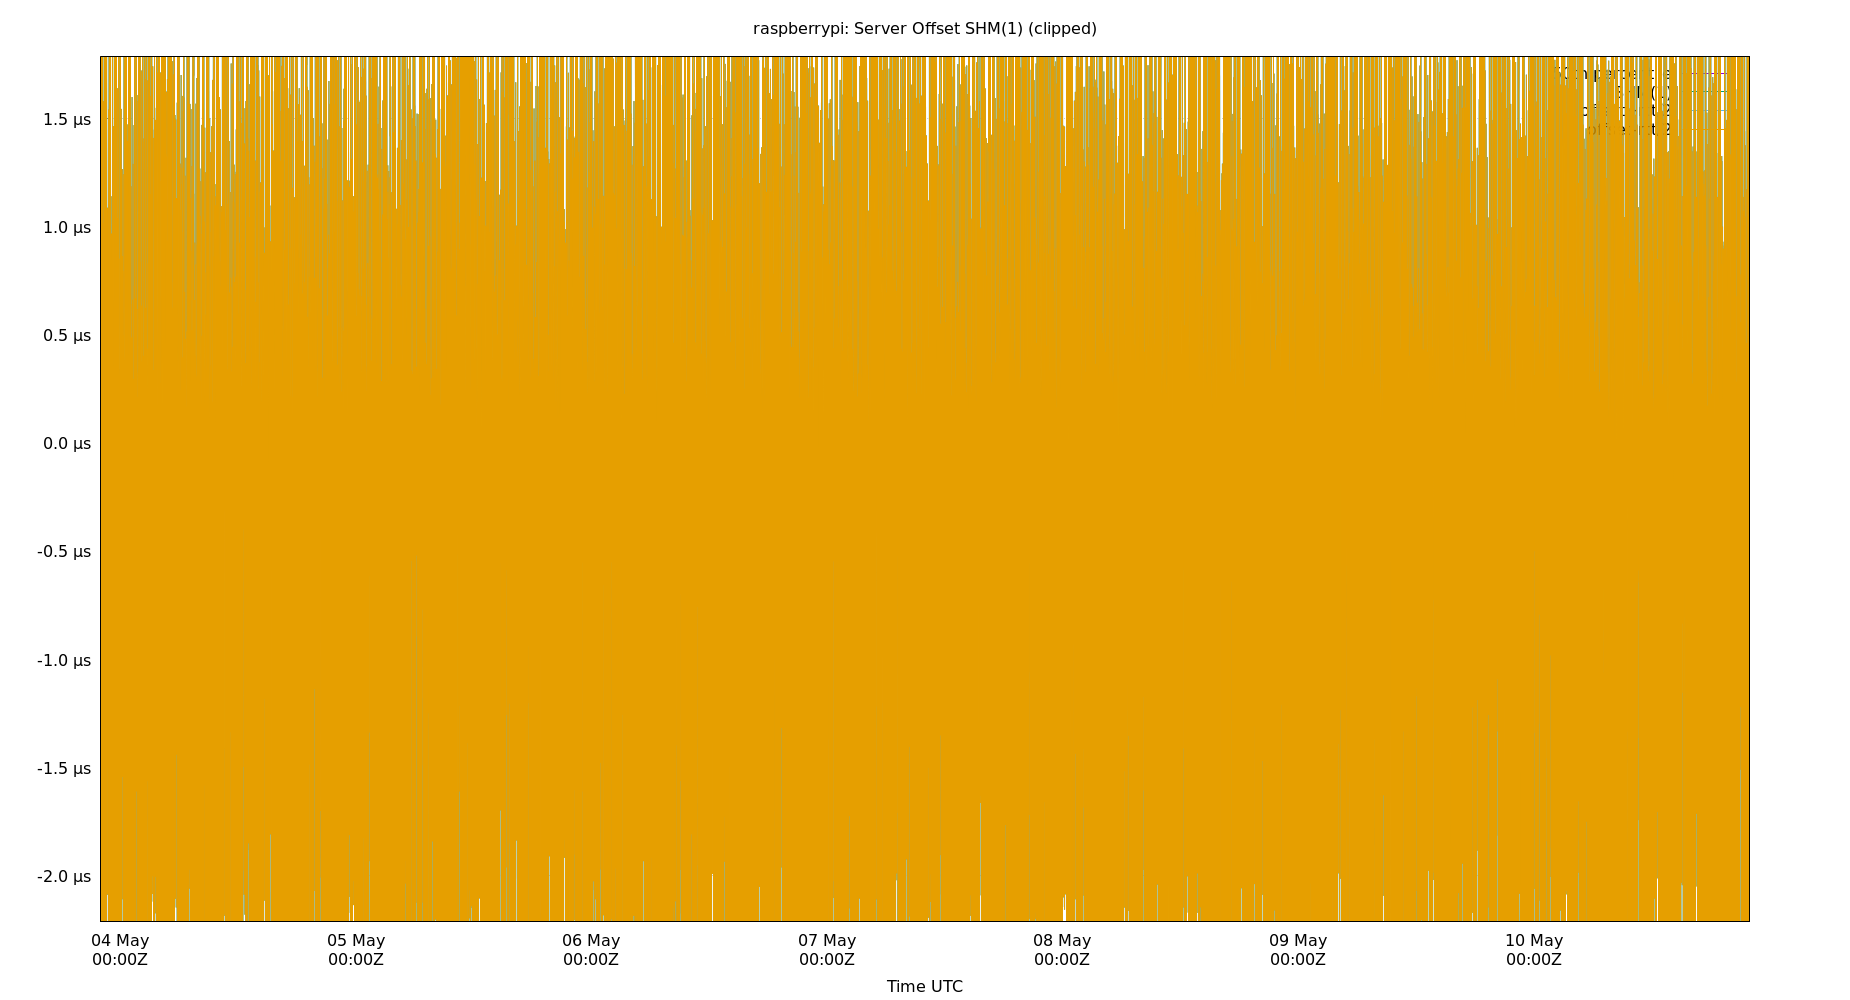 raspberrypi: Server Offset SHM(1) (clipped)
1.5 µs
1.0 µs
0.5 µs
0.0 µs
-0.5 µs
-1.0 µs
-1.5 µs
-2.0 µs
04 May 05 May 06 May 07 May 08 May 09 May 10 May
00:00Z 00:00Z 00:00Z 00:00Z 00:00Z 00:00Z 00:00Z
Time UTC